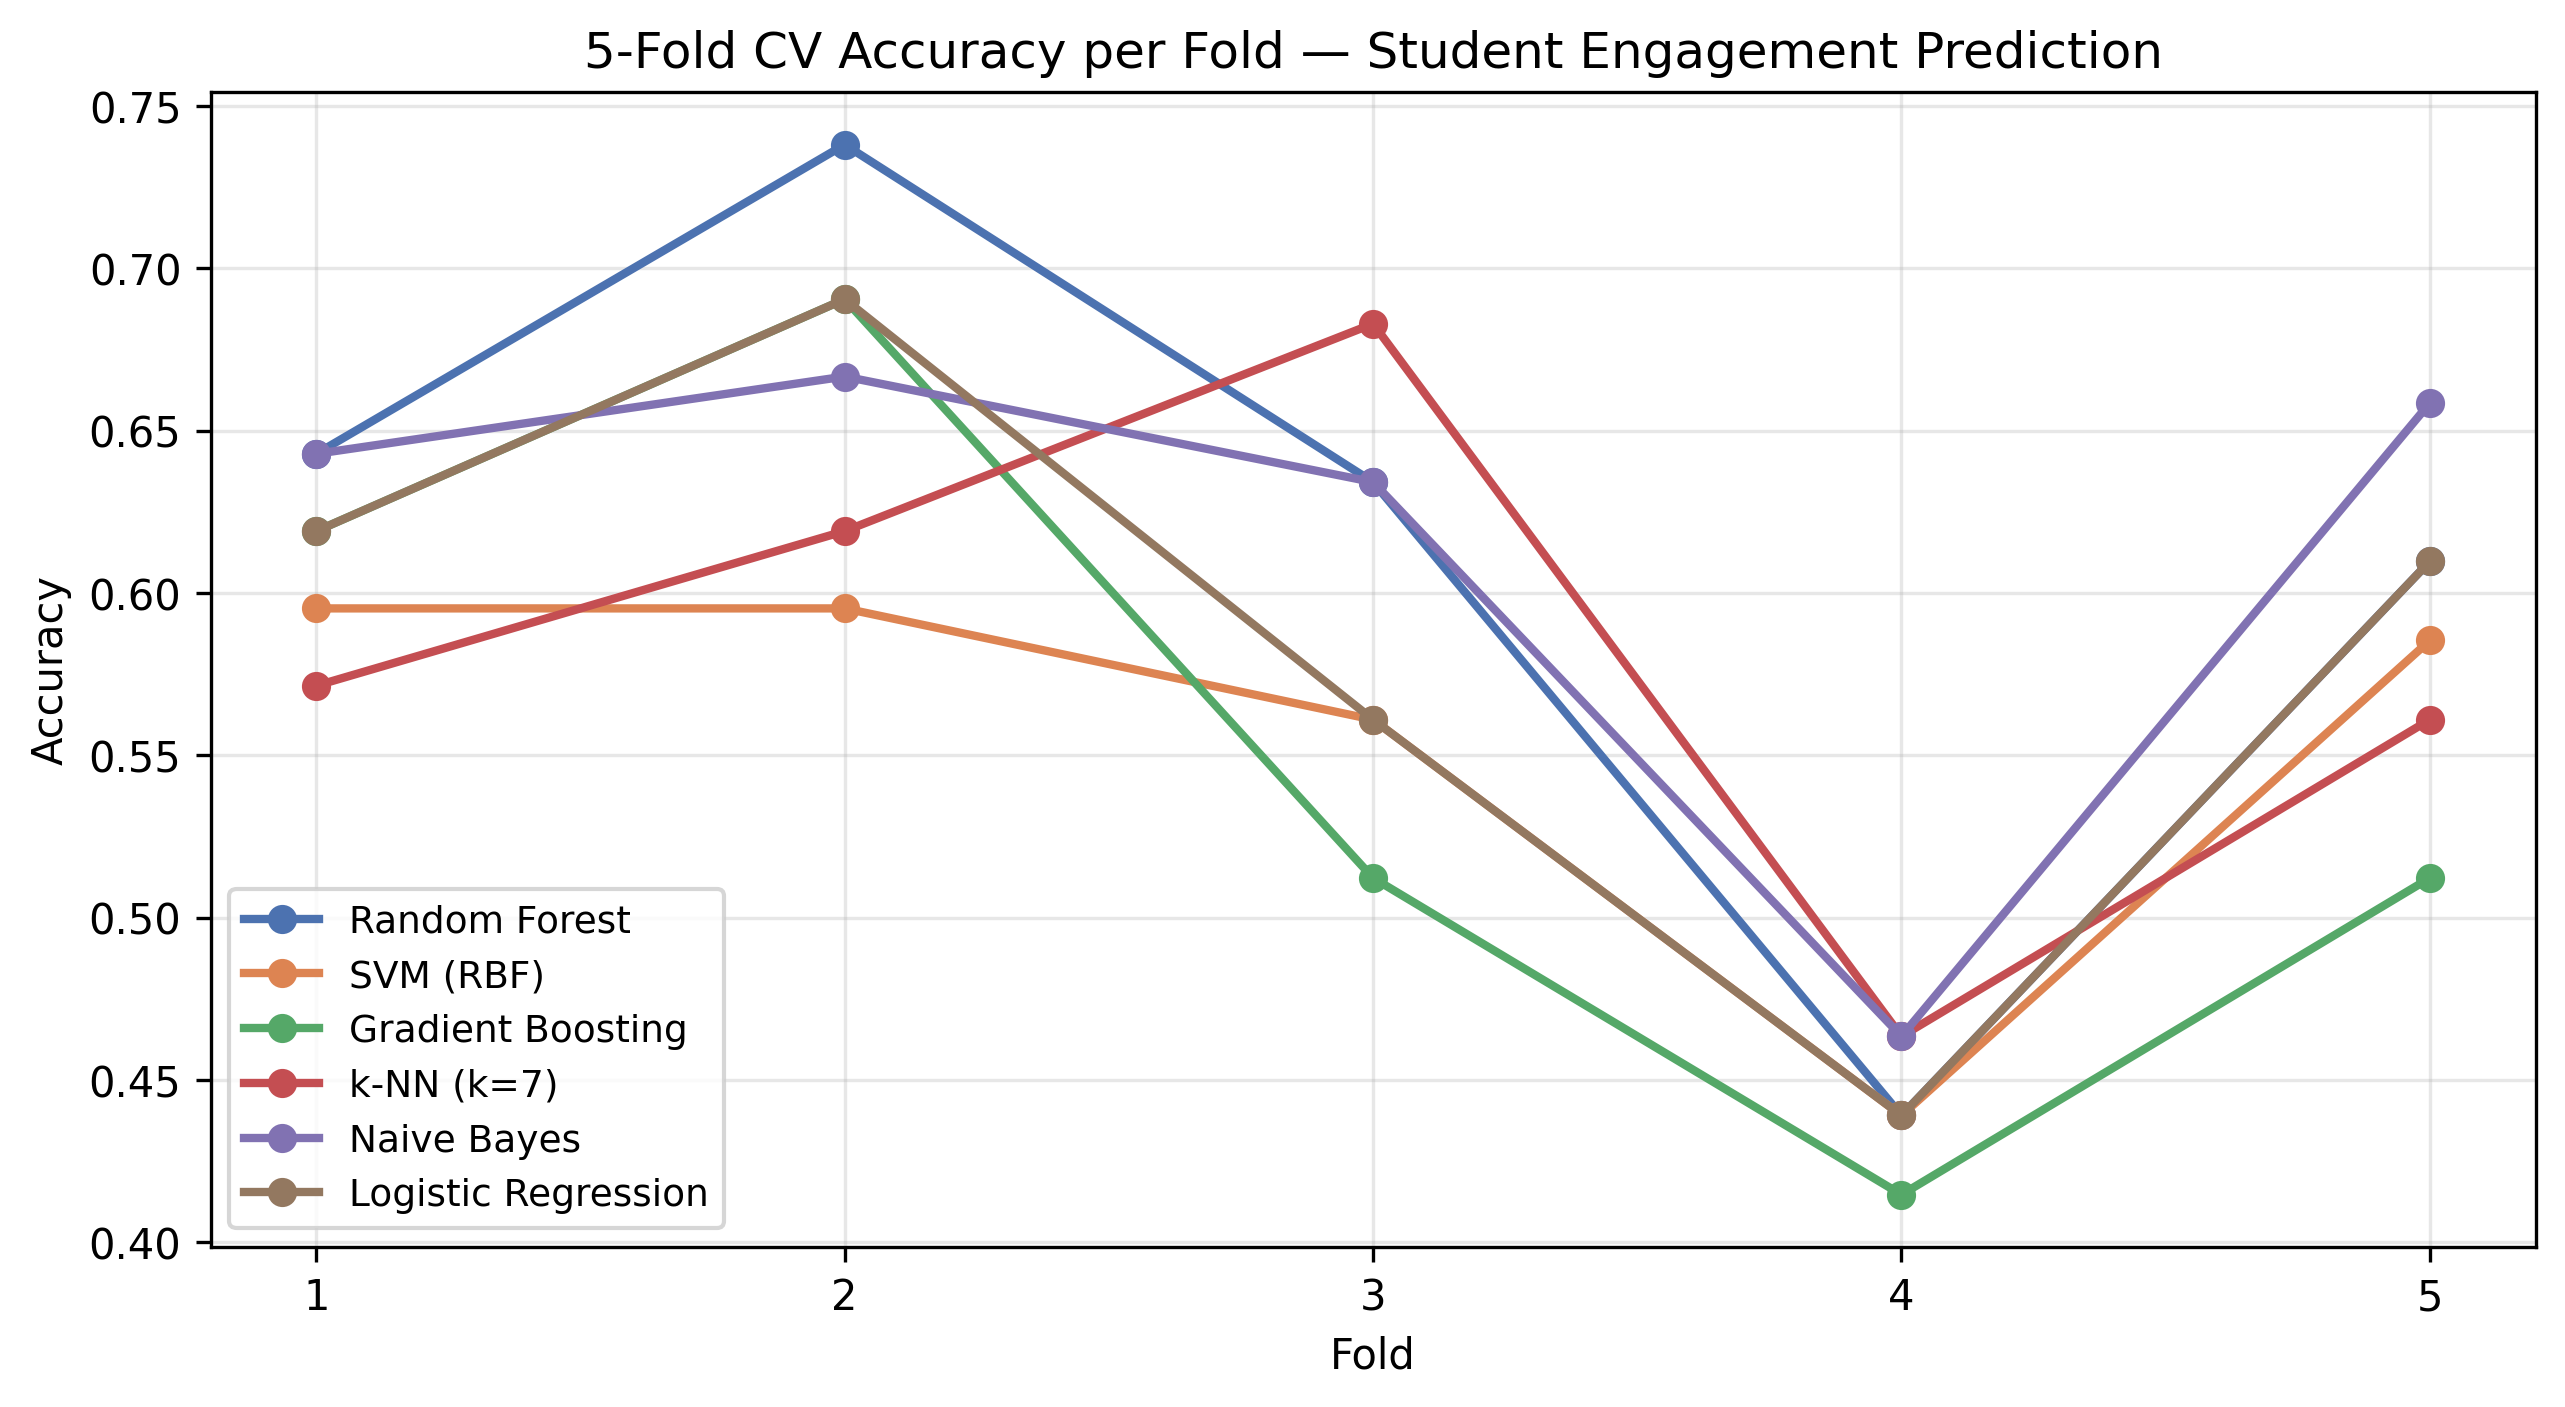 5-Fold CV Accuracy per Fold — Student Engagement Prediction
Accuracy
0.75
0.70
0.65
0.60
0.55
0.50
0.45
0.40
Random Forest
SVM (RBF)
Gradient Boosting
k-NN (k=7)
Naive Bayes
Logistic Regression
1 2 3 4 5
Fold